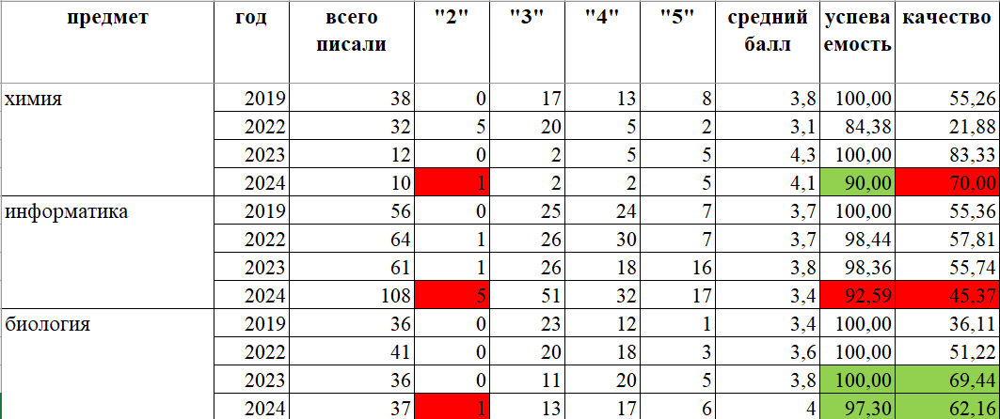 предмет год всего писали "2" "3" "4" "5" средний балл успева емость качество
химия 2019 38 0 17 13 8 3,8 100,00 55,26
2022 32 5 20 5 2 3,1 84,38 21,88
2023 12 0 2 5 5 4,3 100,00 83,33
2024 10 1 2 2 5 4,1 90,00 70,00
информатика 2019 56 0 25 24 7 3,7 100,00 55,36
2022 64 1 26 30 7 3,7 98,44 57,81
2023 61 1 26 18 16 3,8 98,36 55,74
2024 108 5 51 32 17 3,4 92,59 45,37
биология 2019 36 0 23 12 1 3,4 100,00 36,11
2022 41 0 20 18 3 3,6 100,00 51,22
2023 36 0 11 20 5 3,8 100,00 69,44
2024 37 1 13 17 6 4 97,30 62,16